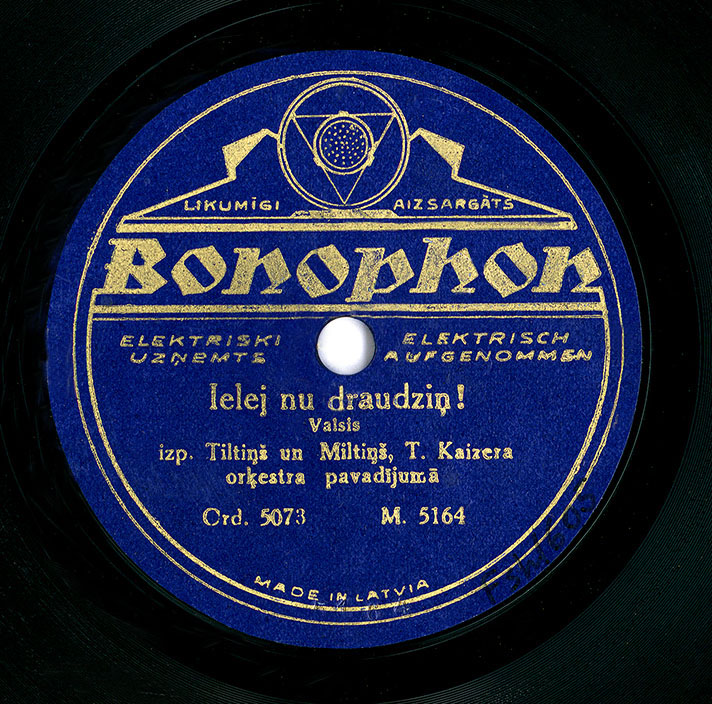 LIKUMĪGI AIZSARGĀTS
Bonophon
ELEKTRISKI ELEKTRISCH
UZŅEMTS AUFGENOMMEN
Ielej nu draudziņ!
Valsis
izp. Tiltiņš un Miltiņš, T. Kaizera
orķestra pavadījumā
Ord. 5073 M. 5164
MADE IN LATVIA